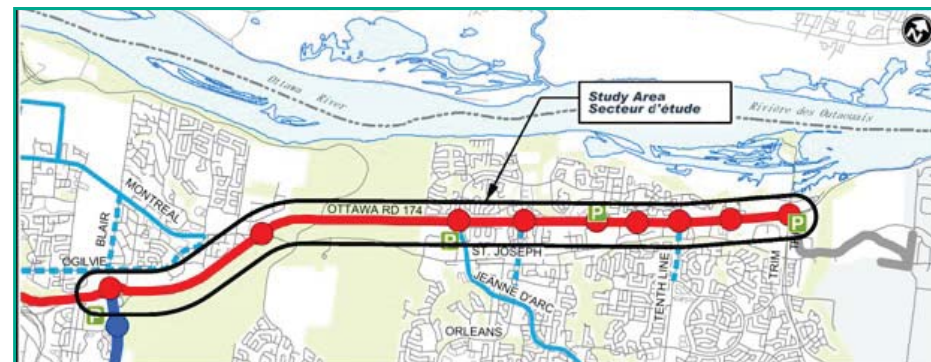 Study Area
Secteur d'étude
Ottawa River
Rivière des Outaouais
MONTREAL
BLAIR
OGILVIE
OTTAWA RD 174
P
P
P
P
ST. JOSEPH
JEANNE D'ARC
TENTH LINE
TRIM
ORLEANS
N